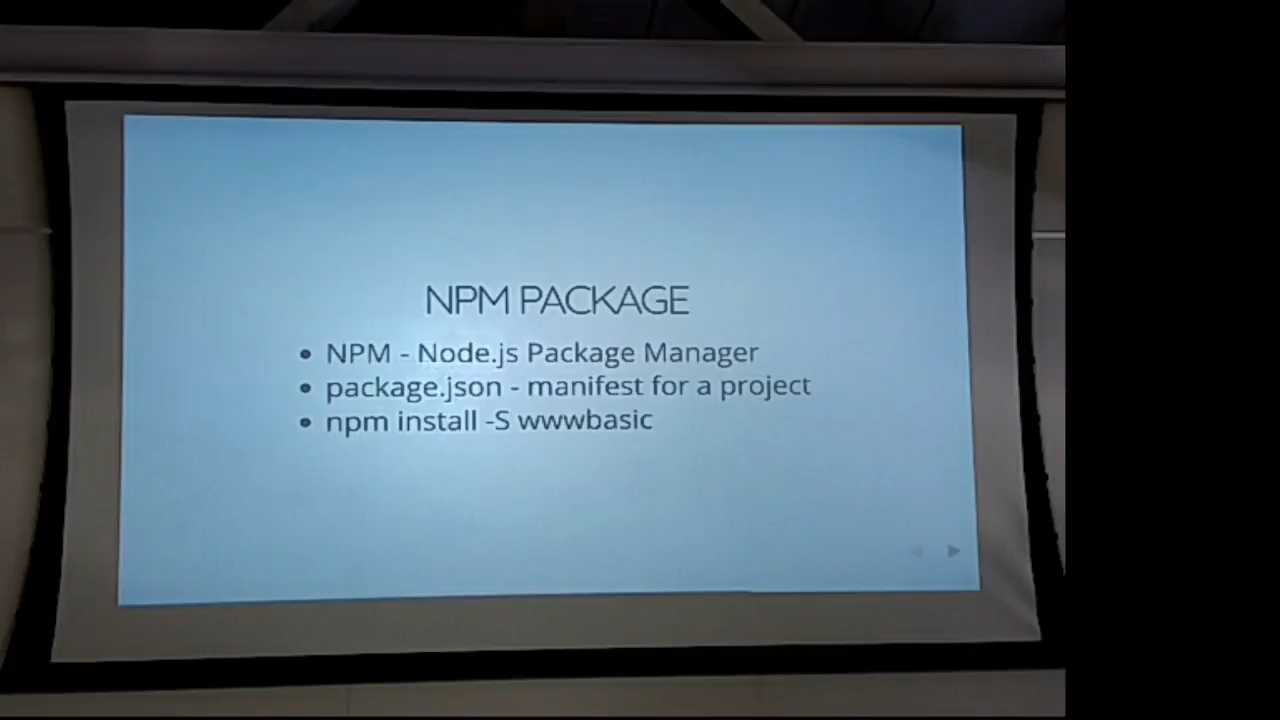 NPM PACKAGE
• NPM - Node.js Package Manager
• package.json - manifest for a project
• npm install -S wwwbasic